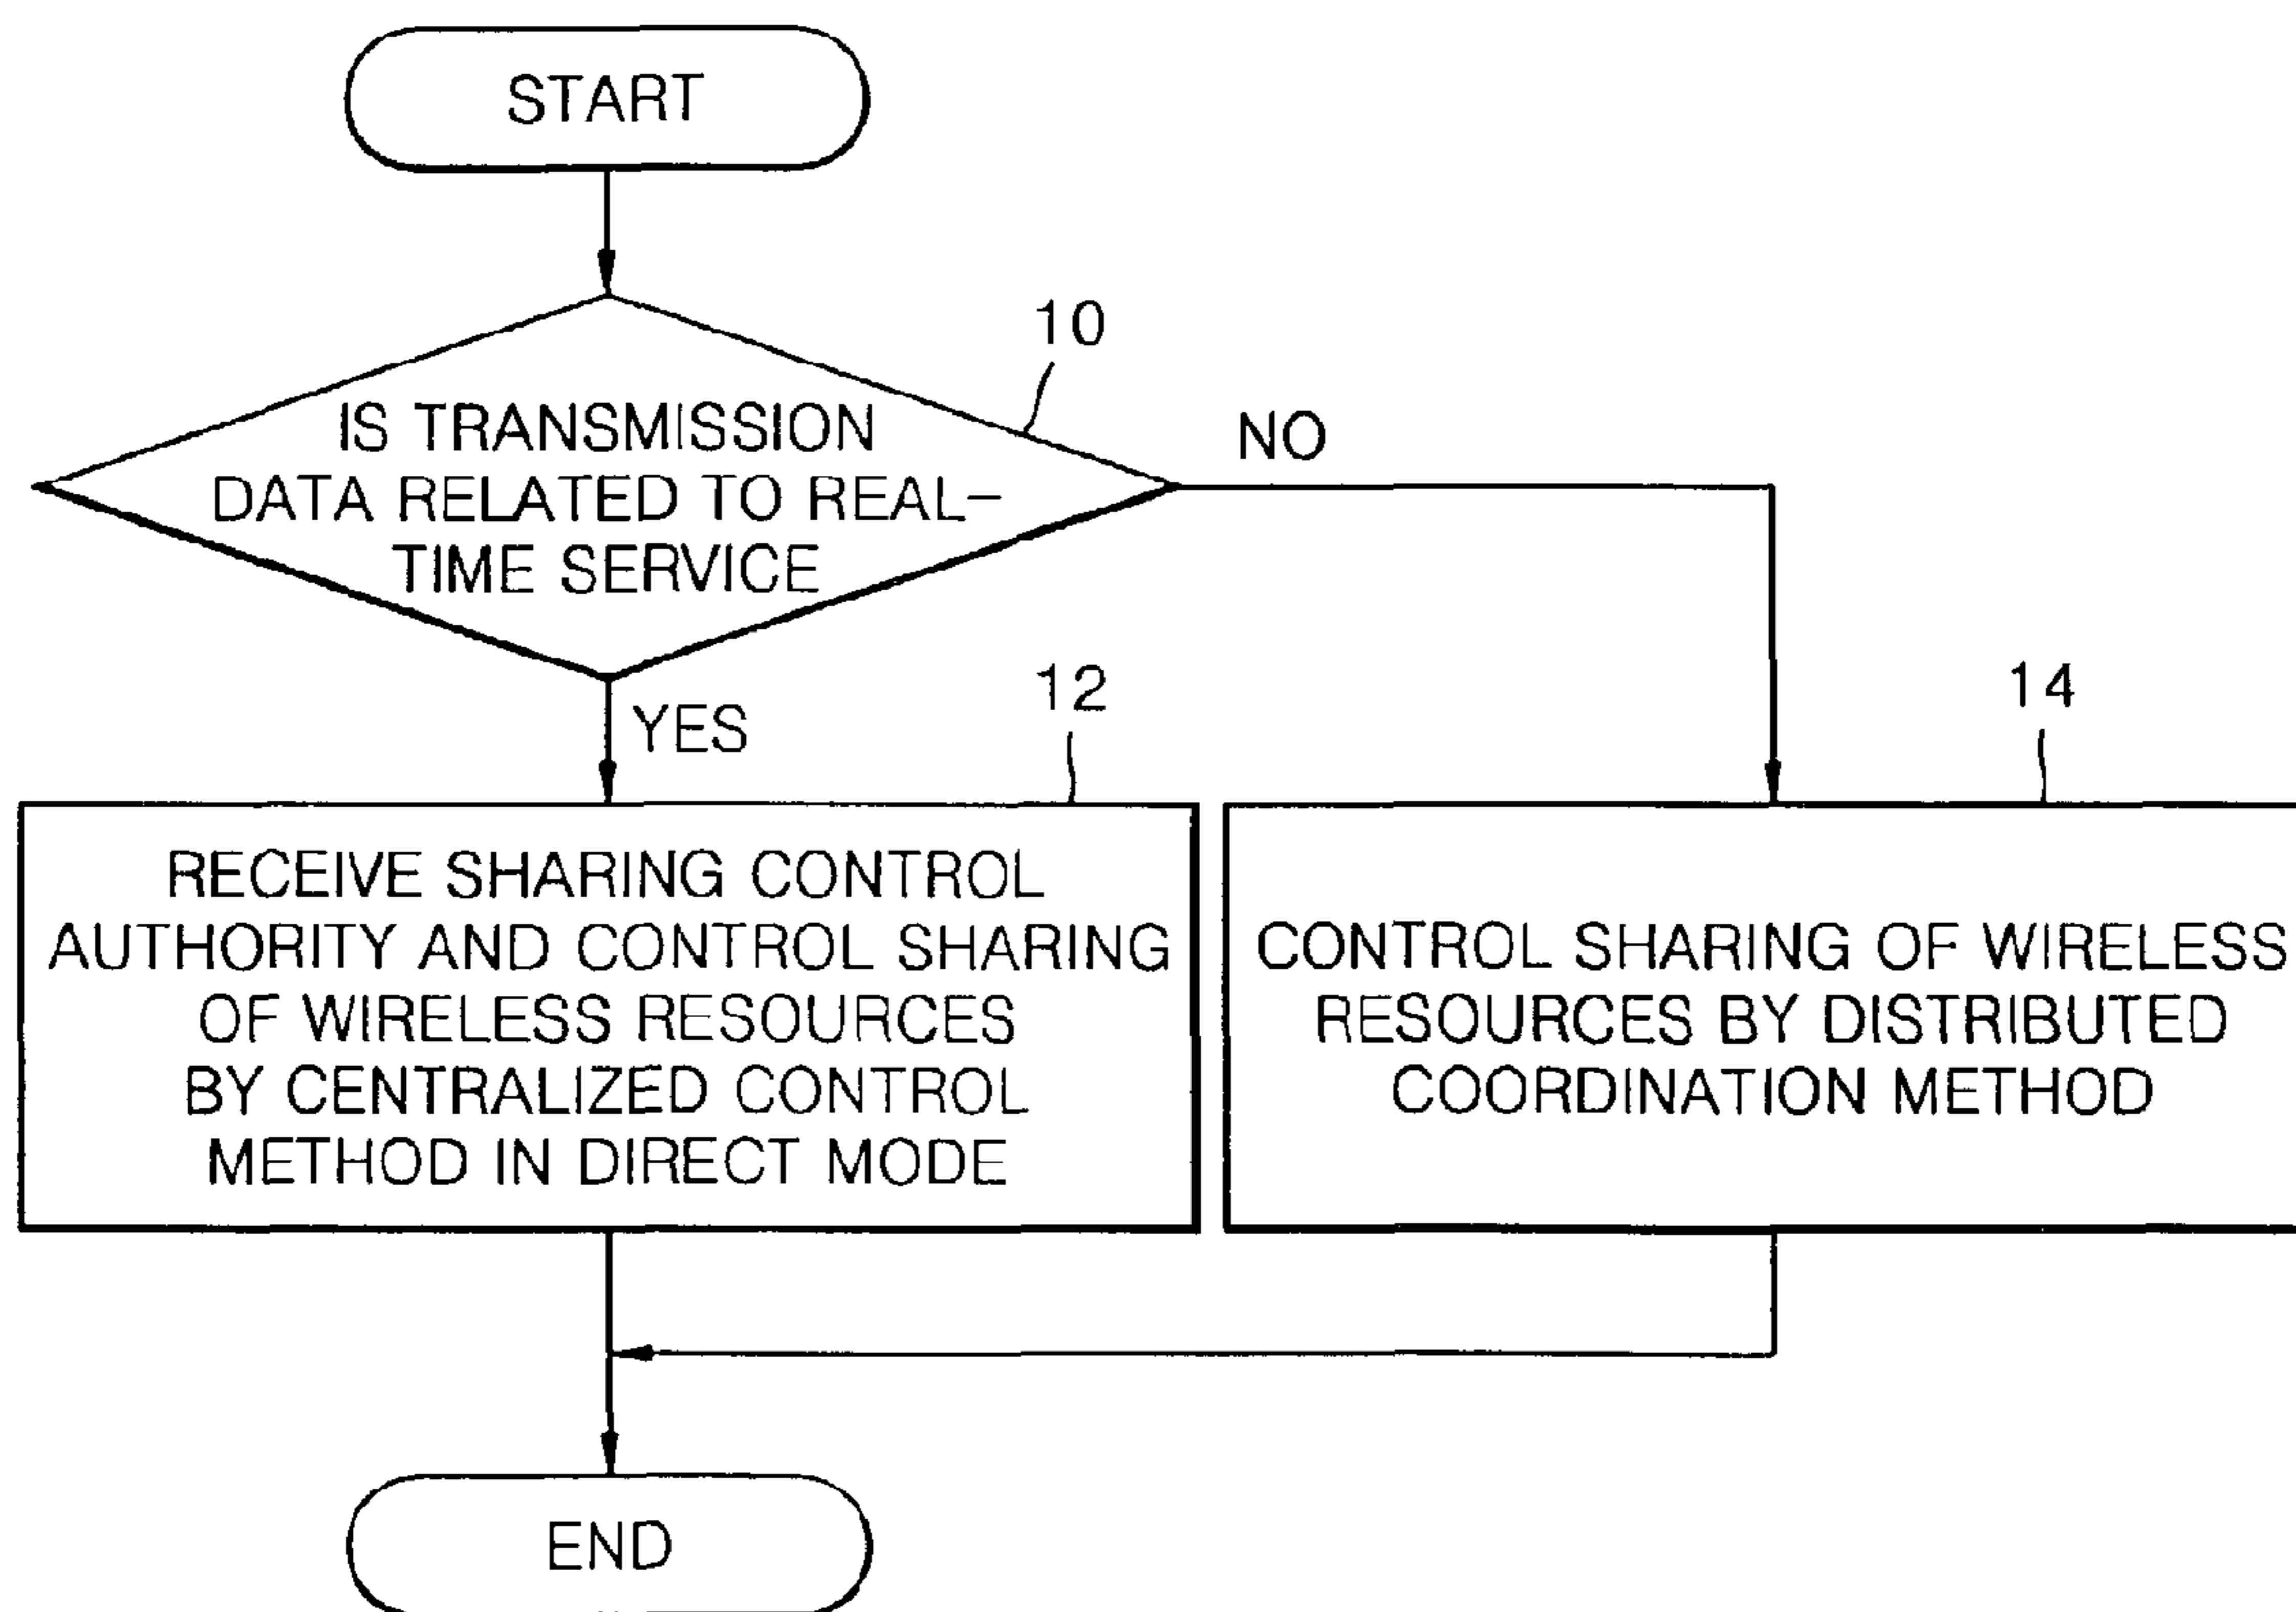 START
10
IS TRANSMISSION
DATA RELATED TO REAL-
TIME SERVICE
NO
YES
12
14
RECEIVE SHARING CONTROL
AUTHORITY AND CONTROL SHARING
OF WIRELESS RESOURCES
BY CENTRALIZED CONTROL
METHOD IN DIRECT MODE
CONTROL SHARING OF WIRELESS
RESOURCES BY DISTRIBUTED
COORDINATION METHOD
END